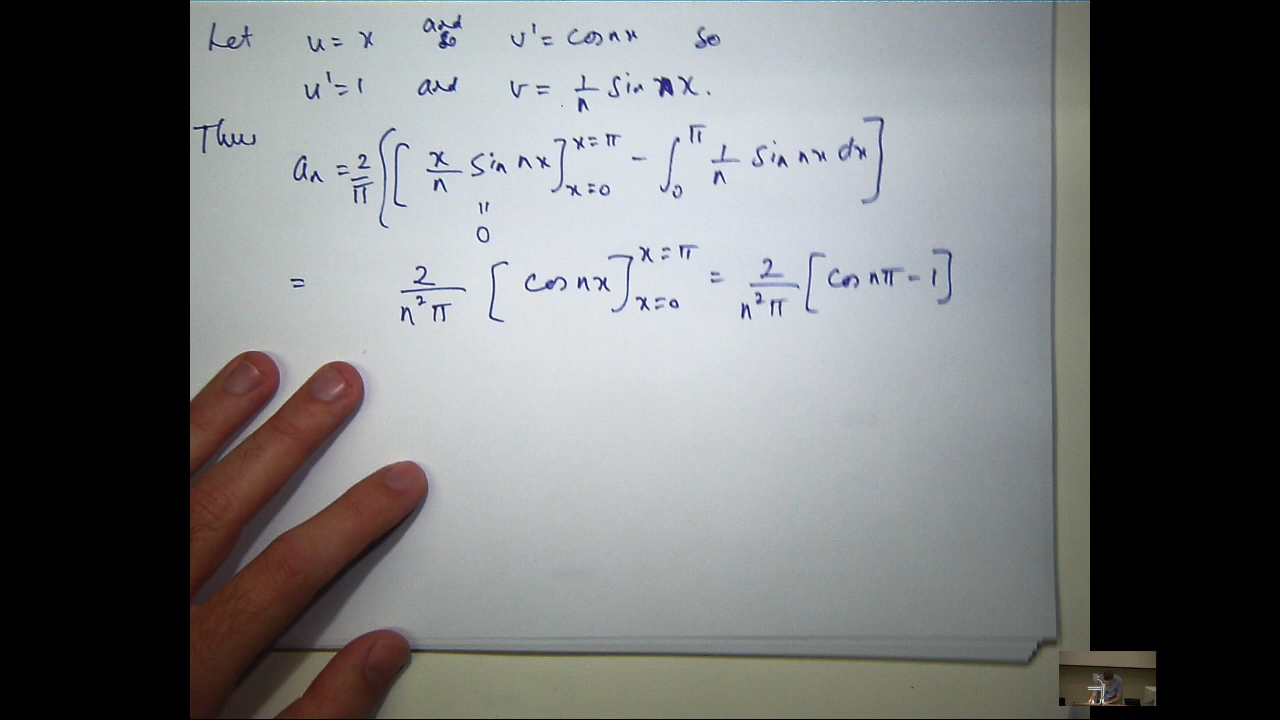 Let u = x and so v' = cos nx so
u' = 1 and v = 1/n sin nx.
Thus
aₙ = 2/π [ [ x/n sin nx ]_{x=0}^{x=π} - ∫_0^π 1/n sin nx dx ]
"
0
= 2/(n²π) [ cos nx ]_{x=0}^{x=π} = 2/(n²π) [ cos nπ - 1 ]